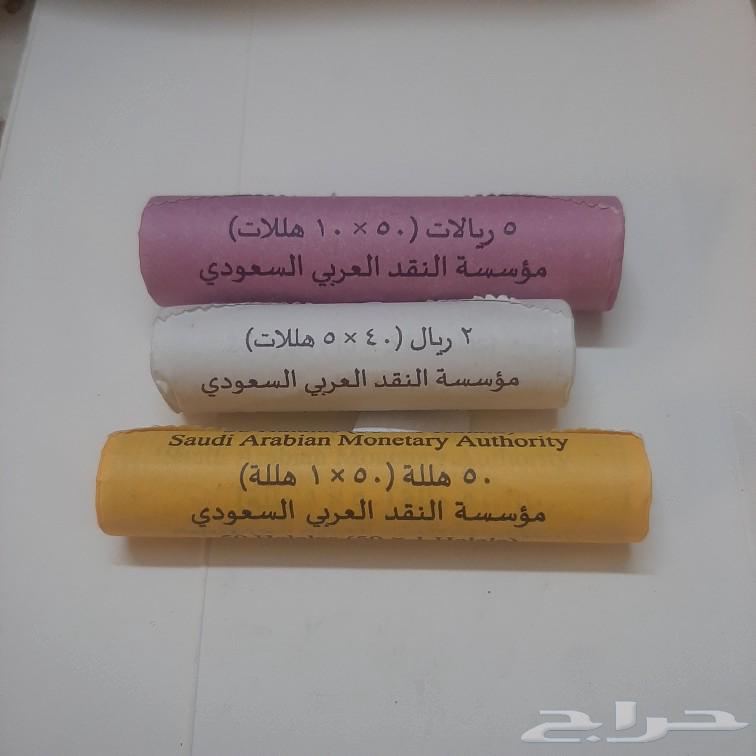 ٥ ريالات (٥٠ × ١٠ هللات)
مؤسسة النقد العربي السعودي
٢ ريال (٤٠ × ٥ هللات)
مؤسسة النقد العربي السعودي
Saudi Arabian Monetary Authority
٥٠ هللة (٥٠ × ١ هللة)
مؤسسة النقد العربي السعودي
حراج